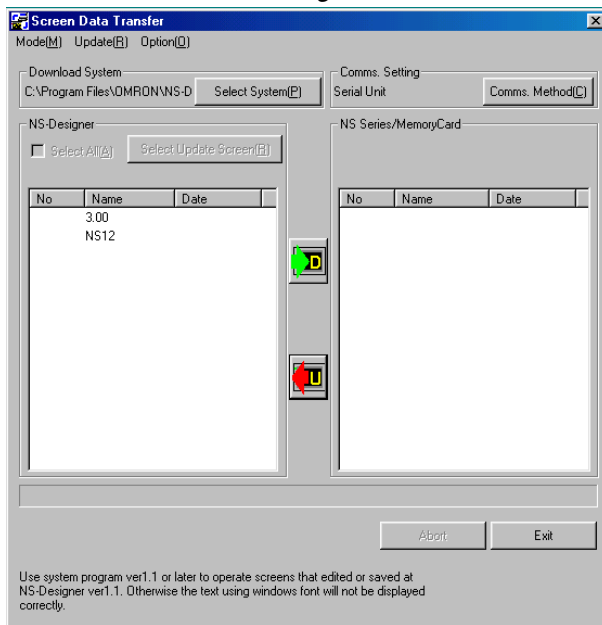 Screen Data Transfer
Mode(M) Update(R) Option(O)
Download System
C:\Program Files\OMRON\NS-D
Select System(P)
Comms. Setting
Serial Unit
Comms. Method(C)
NS-Designer
Select All(A)
Select Update Screen(R)
No Name Date
3.00
NS12
NS Series/MemoryCard
No Name Date
D
U
Abort
Exit
Use system program ver1.1 or later to operate screens that edited or saved at
NS-Designer ver1.1. Otherwise the text using windows font will not be displayed
correctly.